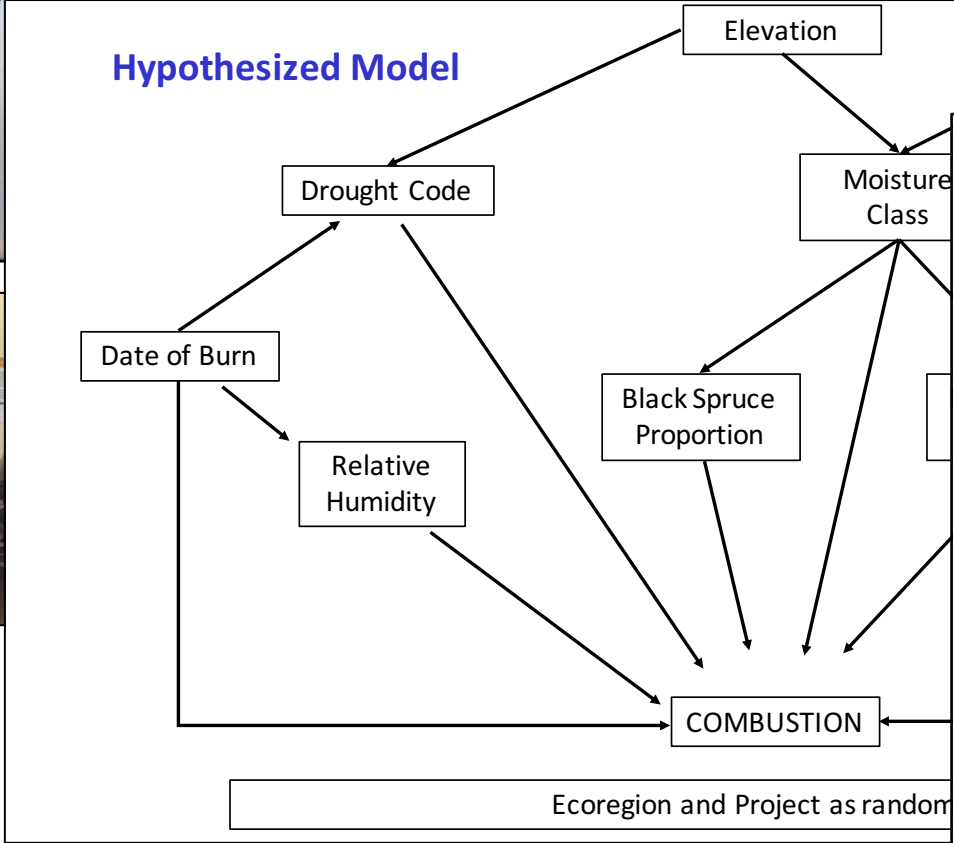 Hypothesized Model
Elevation
Drought Code
Moisture
Class
Date of Burn
Black Spruce
Proportion
Relative
Humidity
COMBUSTION
Ecoregion and Project as random